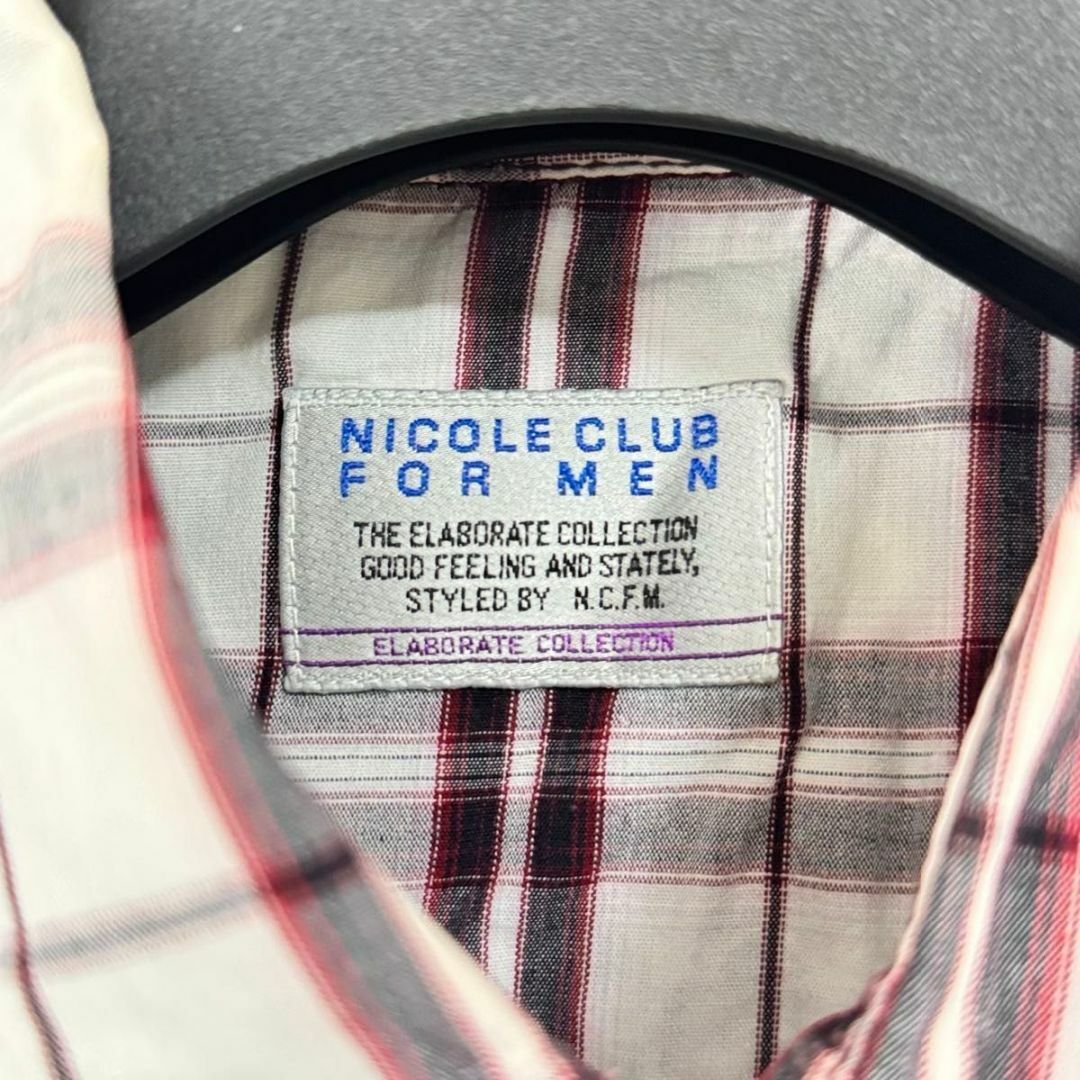 NICOLE CLUB
FOR MEN
THE ELABORATE COLLECTION
GOOD FEELING AND STATELY,
STYLED BY N.C.F.M.
ELABORATE COLLECTION